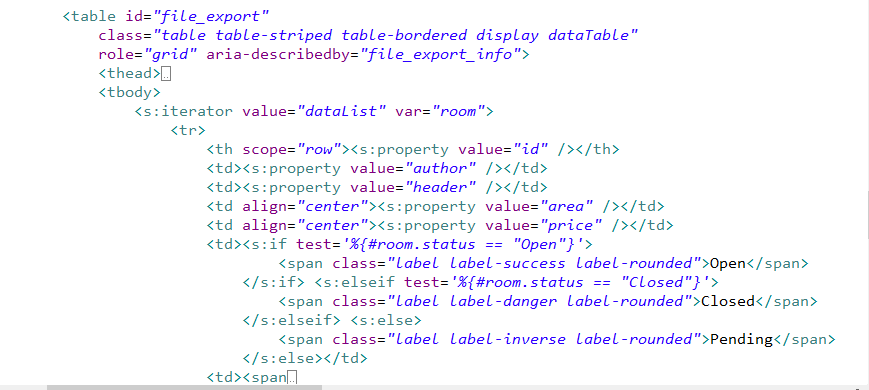 <table id="file_export"
class="table table-striped table-bordered display dataTable"
role="grid" aria-describedby="file_export_info">
<thead>..
<tbody>
<s:iterator value="dataList" var="room">
<tr>
<th scope="row"><s:property value="id" /></th>
<td><s:property value="author" /></td>
<td><s:property value="header" /></td>
<td align="center"><s:property value="area" /></td>
<td align="center"><s:property value="price" /></td>
<td><s:if test='%{#room.status == "Open"}'>
<span class="label label-success label-rounded">Open</span>
</s:if> <s:elseif test='%{#room.status == "Closed"}'>
<span class="label label-danger label-rounded">Closed</span>
</s:elseif> <s:else>
<span class="label label-inverse label-rounded">Pending</span>
</s:else></td>
<td><span..